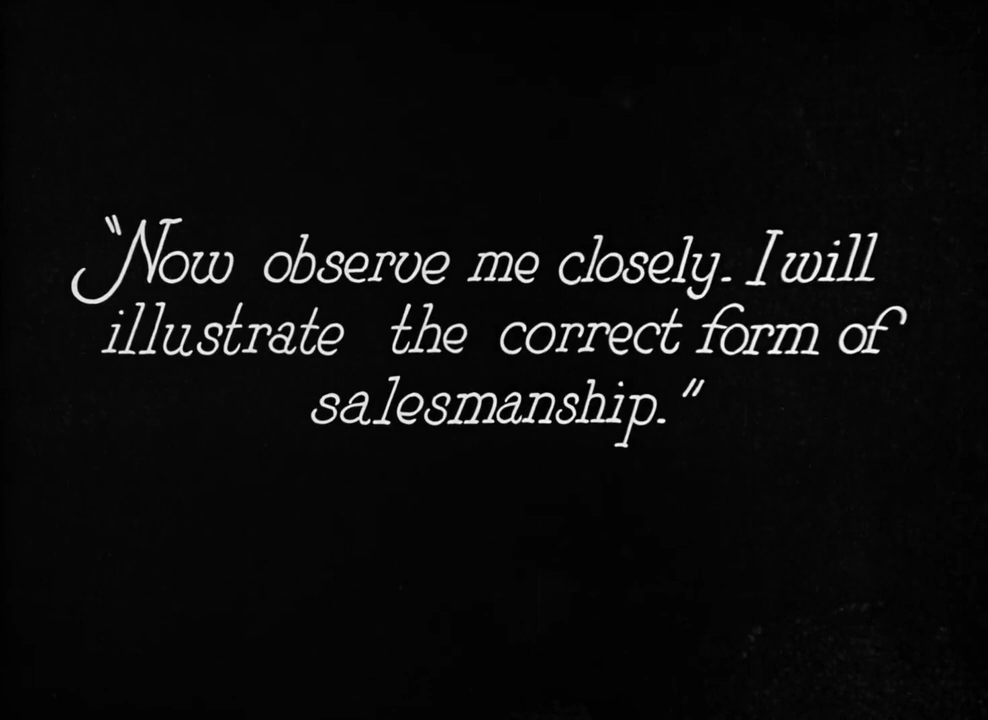 "Now observe me closely. I will
illustrate the correct form of
salesmanship."